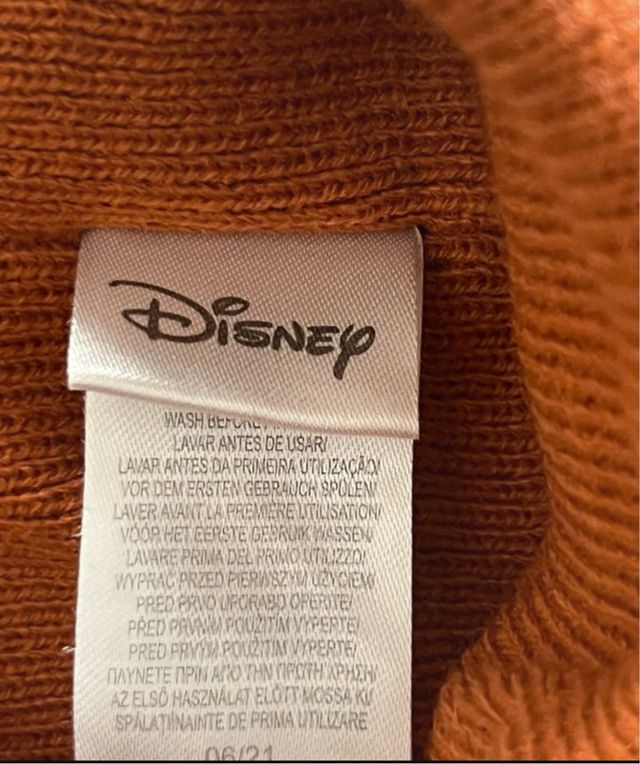 Disney
WASH BEFORE
LAVAR ANTES DE USAR/
LAVAR ANTES DA PRIMEIRA UTILIZAÇÃO/
VOR DEM ERSTEN GEBRAUCH SPÜLEN/
LAVER AVANT LA PREMIÈRE UTILISATION/
VÓÓR HET EERSTE GEBRUIK WASSEN/
LAVARE PRIMA DEL PRIMO UTILIZZO/
WYPRAĆ PRZED PIERWSZYM UŻYCIEM/
PRED PRVO UPORABO OPERITE/
PŘED PRVNÍM POUŽITÍM VYPERTE/
PRED PRVÝM POUŽITÍM VYPERTE/
ΠΛΥΝΕΤΕ ΠΡΙΝ ΑΠΟ ΤΗΝ ΠΡΩΤΗ ΧΡΗΣΗ/
AZ ELSŐ HASZNÁLAT ELŐTT MOSSA KI/
SPĂLAȚI ÎNAINTE DE PRIMA UTILIZARE
06/21